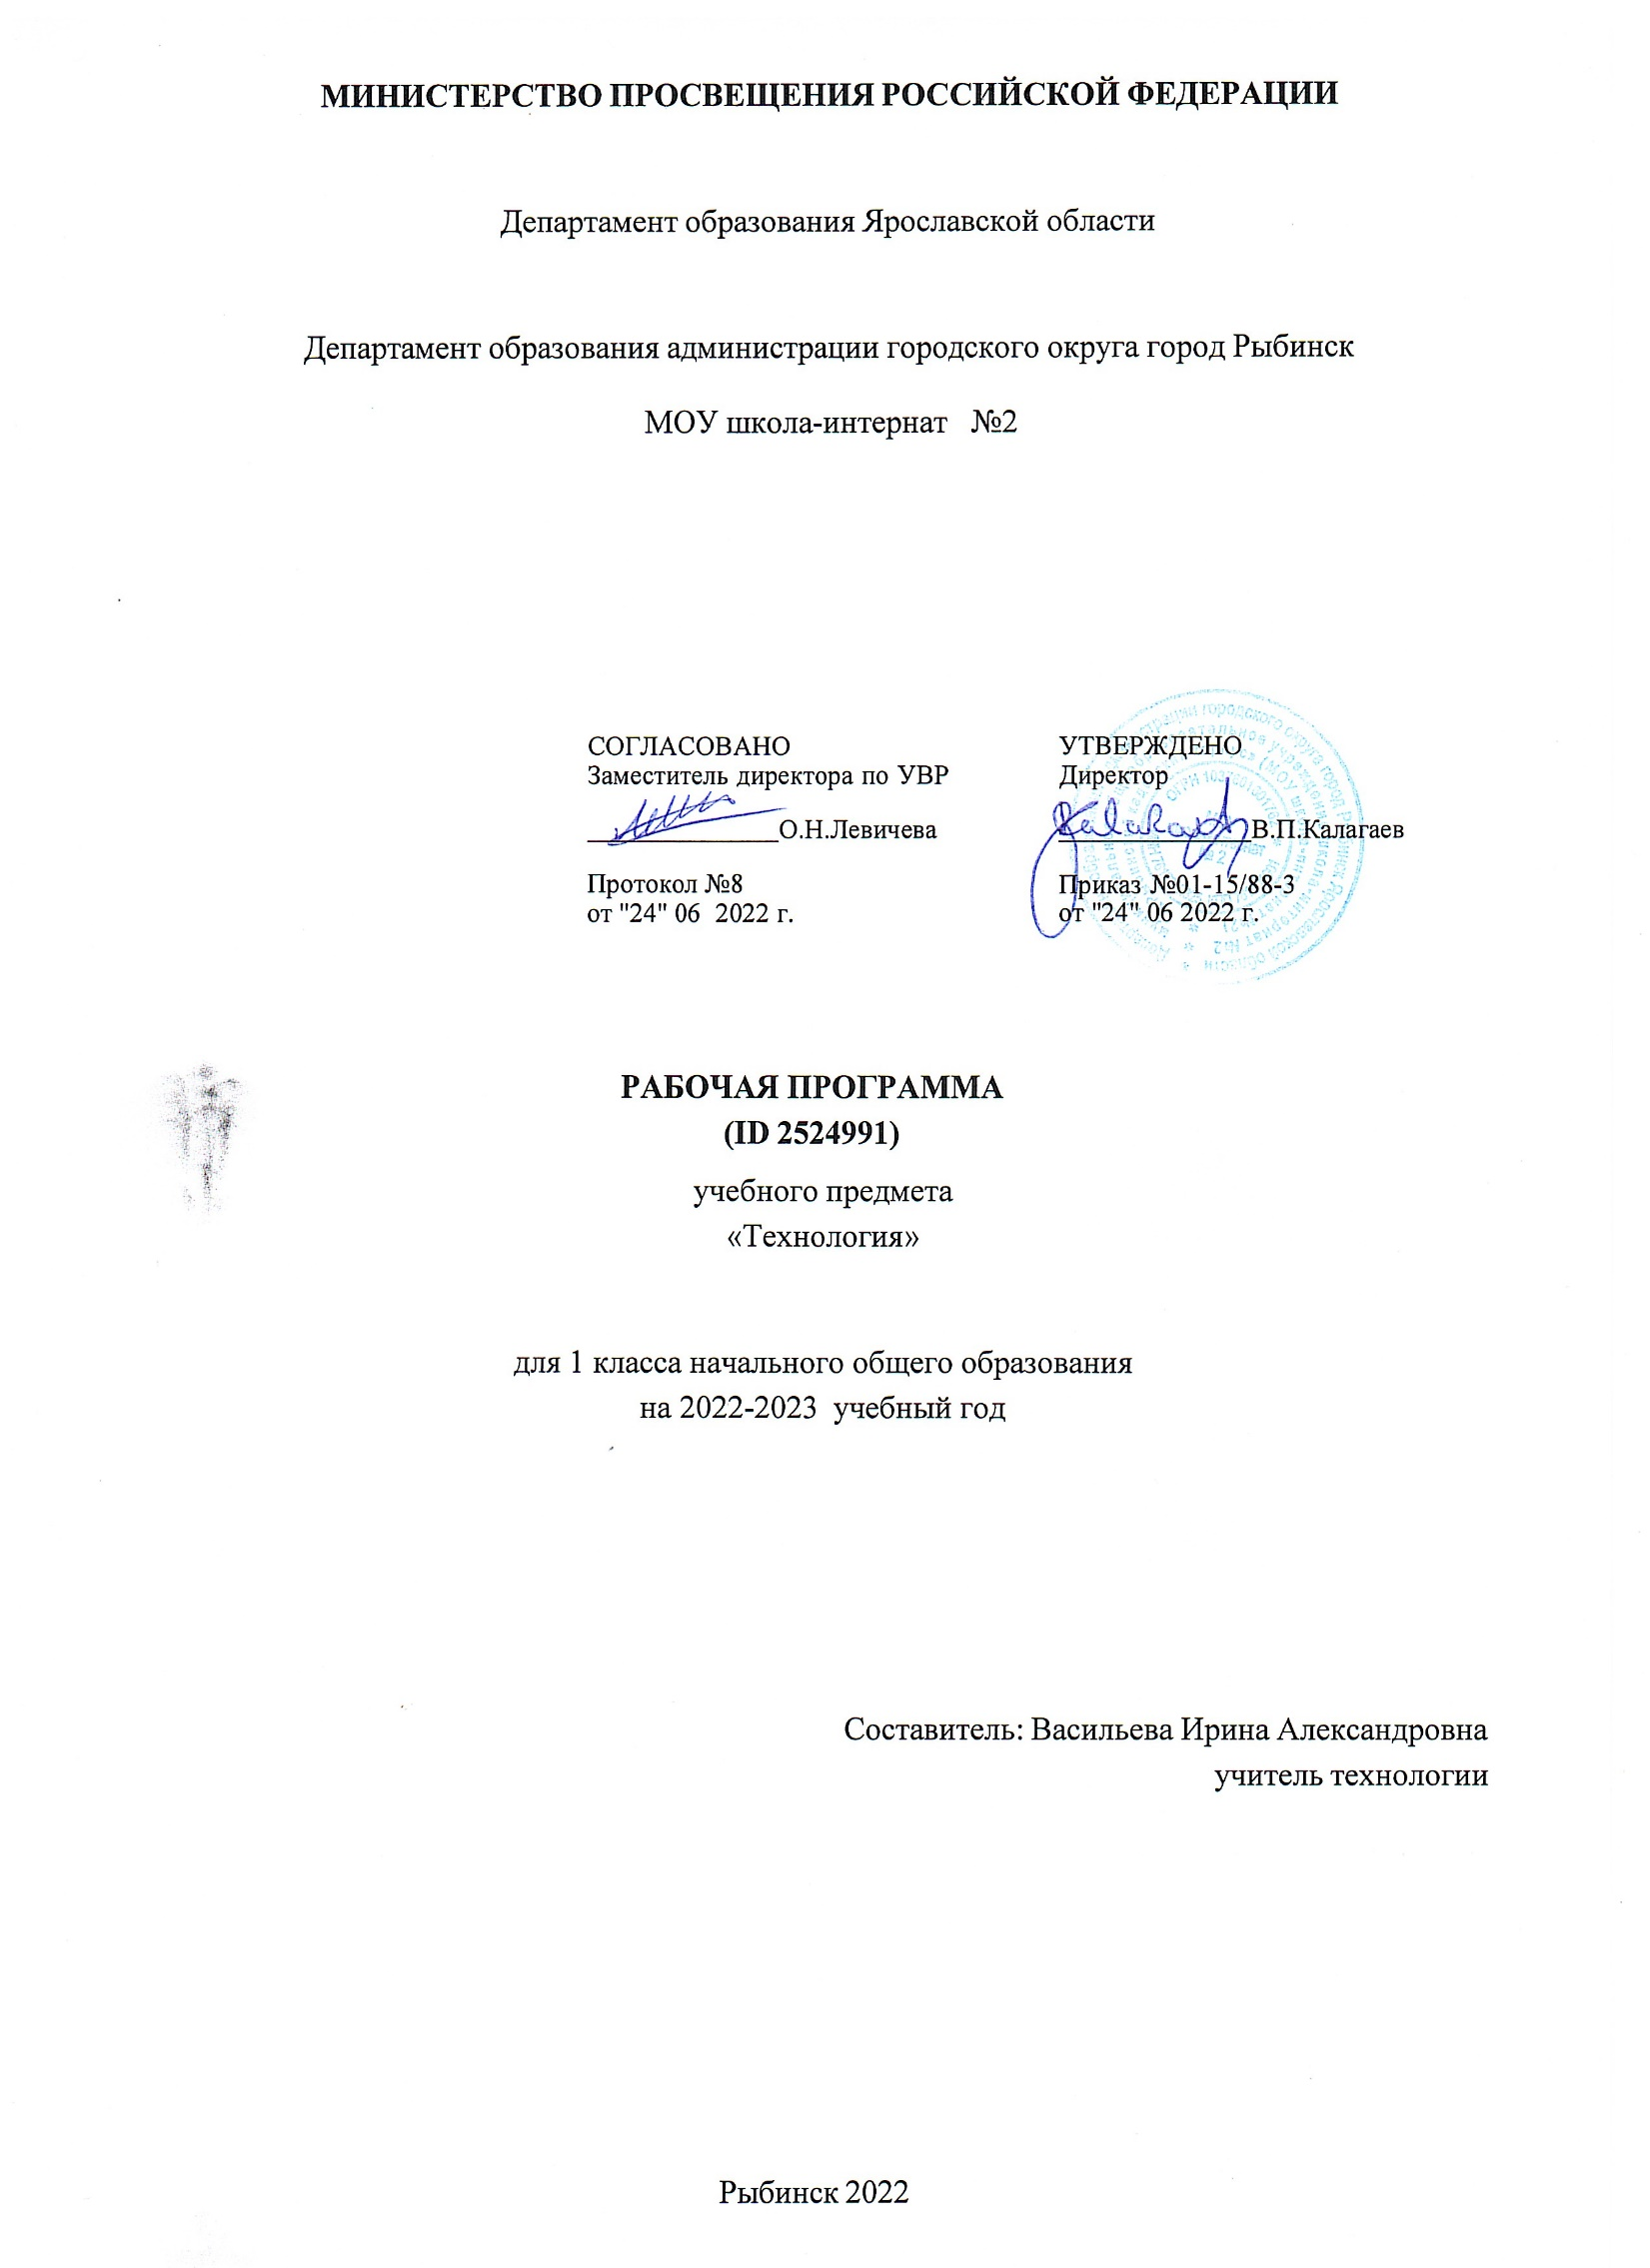 МИНИСТЕРСТВО ПРОСВЕЩЕНИЯ РОССИЙСКОЙ ФЕДЕРАЦИИ
Департамент образования Ярославской области
Департамент образования администрации городского округа город Рыбинск
МОУ школа-интернат №2
СОГЛАСОВАНО
Заместитель директора по УВР
О.Н.Левичева
Протокол №8
от "24" 06 2022 г.
УТВЕРЖДЕНО
Директор
В.П.Калагаев
Приказ №01-15/88-3
от "24" 06 2022 г.
РАБОЧАЯ ПРОГРАММА
(ID 2524991)
учебного предмета
«Технология»
для 1 класса начального общего образования
на 2022-2023 учебный год
Составитель: Васильева Ирина Александровна
учитель технологии
Рыбинск 2022